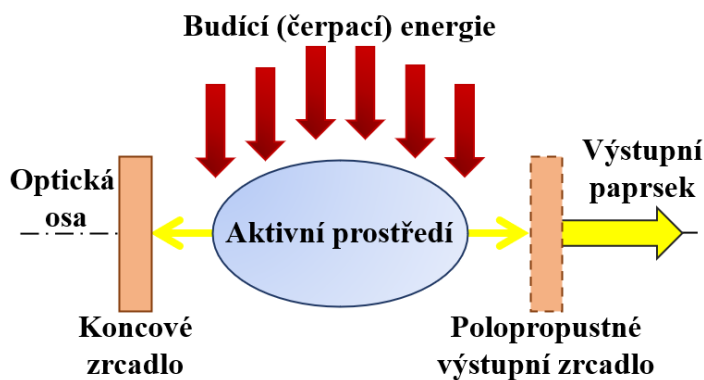 Budící (čerpací) energie
Optická
osa
Aktivní prostředí
Výstupní
paprsek
Koncové
zrcadlo
Polopropustné
výstupní zrcadlo